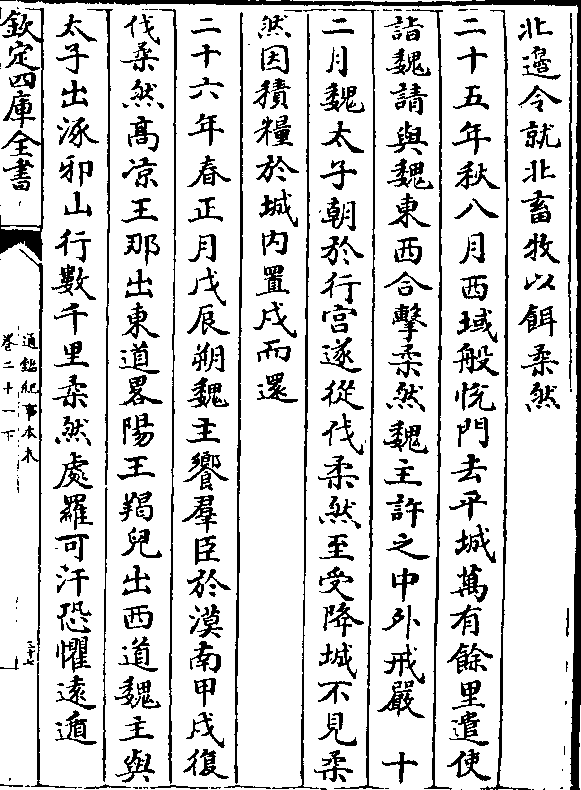 北邊令就北畜牧以餌柔然
二十五年秋八月西域般悅門去平城萬有餘里遣使
詣魏請與魏東西合擊柔然魏主許之中外戒嚴 十
二月魏太子朝於行宫遂從伐柔然至受降城不見柔
然因積糧於城内置戍而還
二十六年春正月戊辰朔魏主饗羣臣於漠南甲戌復
伐柔然髙凉王那出東道畧陽王羯兒出西道魏主與
太子出涿邪山行數千里柔然處羅可汗恐懼遠遁
欽定四庫全書
通鑑紀事本末
卷二十一下